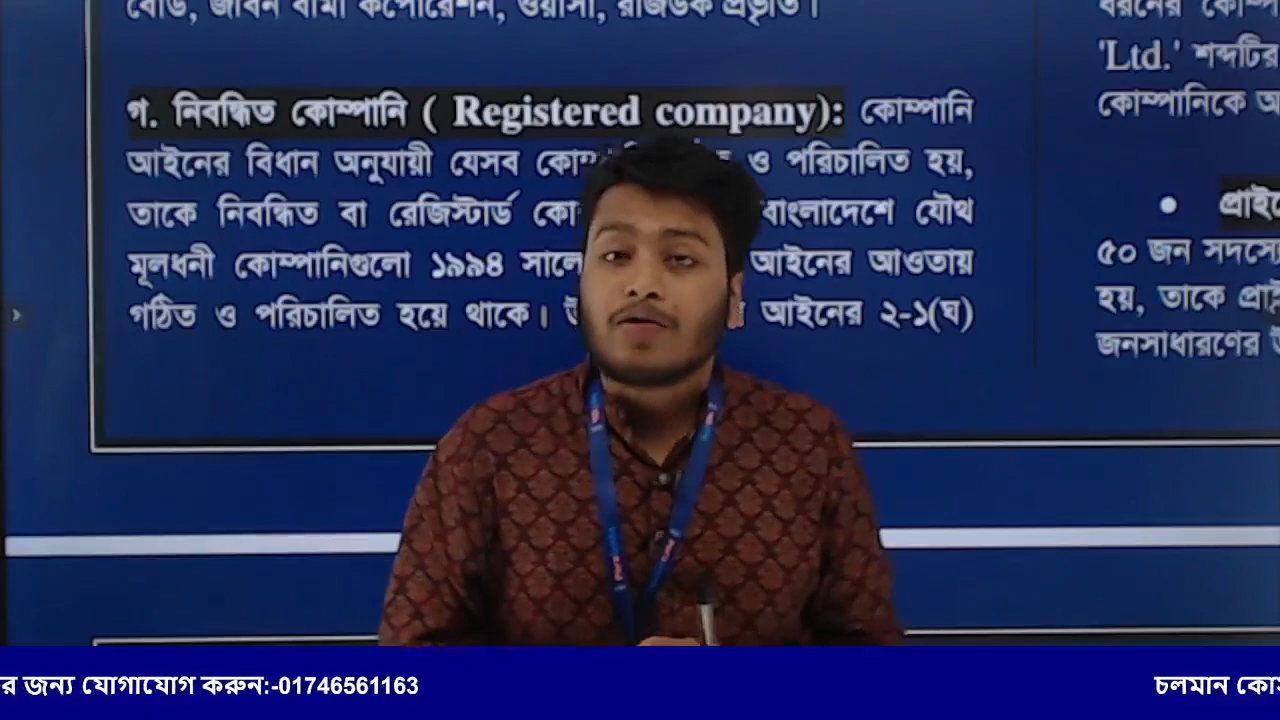 বোর্ড, জীবন বীমা কর্পোরেশন, ওয়াসা, রাজউক প্রভৃতি।
গ. নিবন্ধিত কোম্পানি ( Registered company): কোম্পানি
আইনের বিধান অনুযায়ী যেসব ও পরিচালিত হয়,
তাকে নিবন্ধিত বা রেজিস্টার্ড বাংলাদেশে যৌথ
মূলধনী কোম্পানিগুলো ১৯৯৪ সালের আইনের আওতায়
গঠিত ও পরিচালিত হয়ে থাকে। আইনের ২-১(ঘ)
ধরনের
'Ltd.' শব্দটির
কোম্পানিকে
• 
৫০ জন
হয়, তাকে
জনসাধারণের
র জন্য যোগাযোগ করুন:-01746561163
চলমান